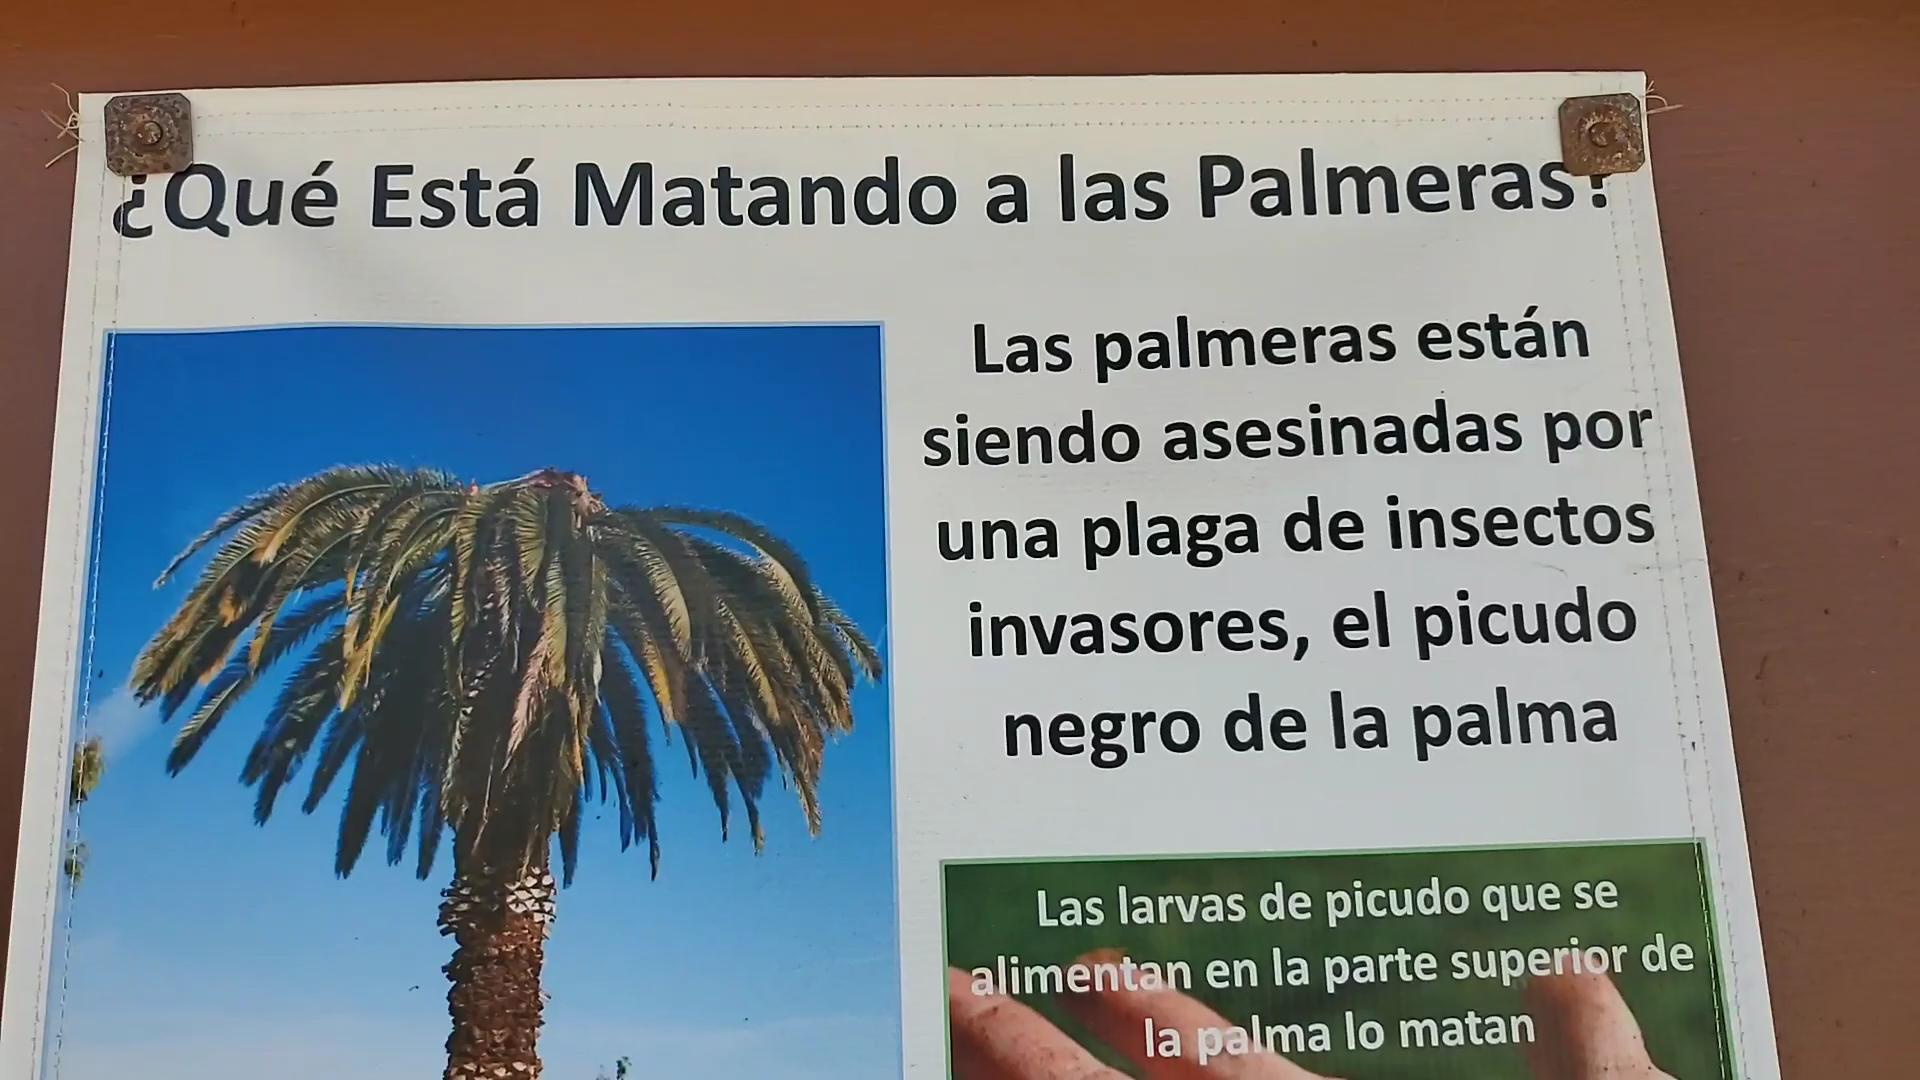 ¿Qué Está Matando a las Palmeras?
Las palmeras están
siendo asesinadas por
una plaga de insectos
invasores, el picudo
negro de la palma
Las larvas de picudo que se
alimentan en la parte superior de
la palma lo matan